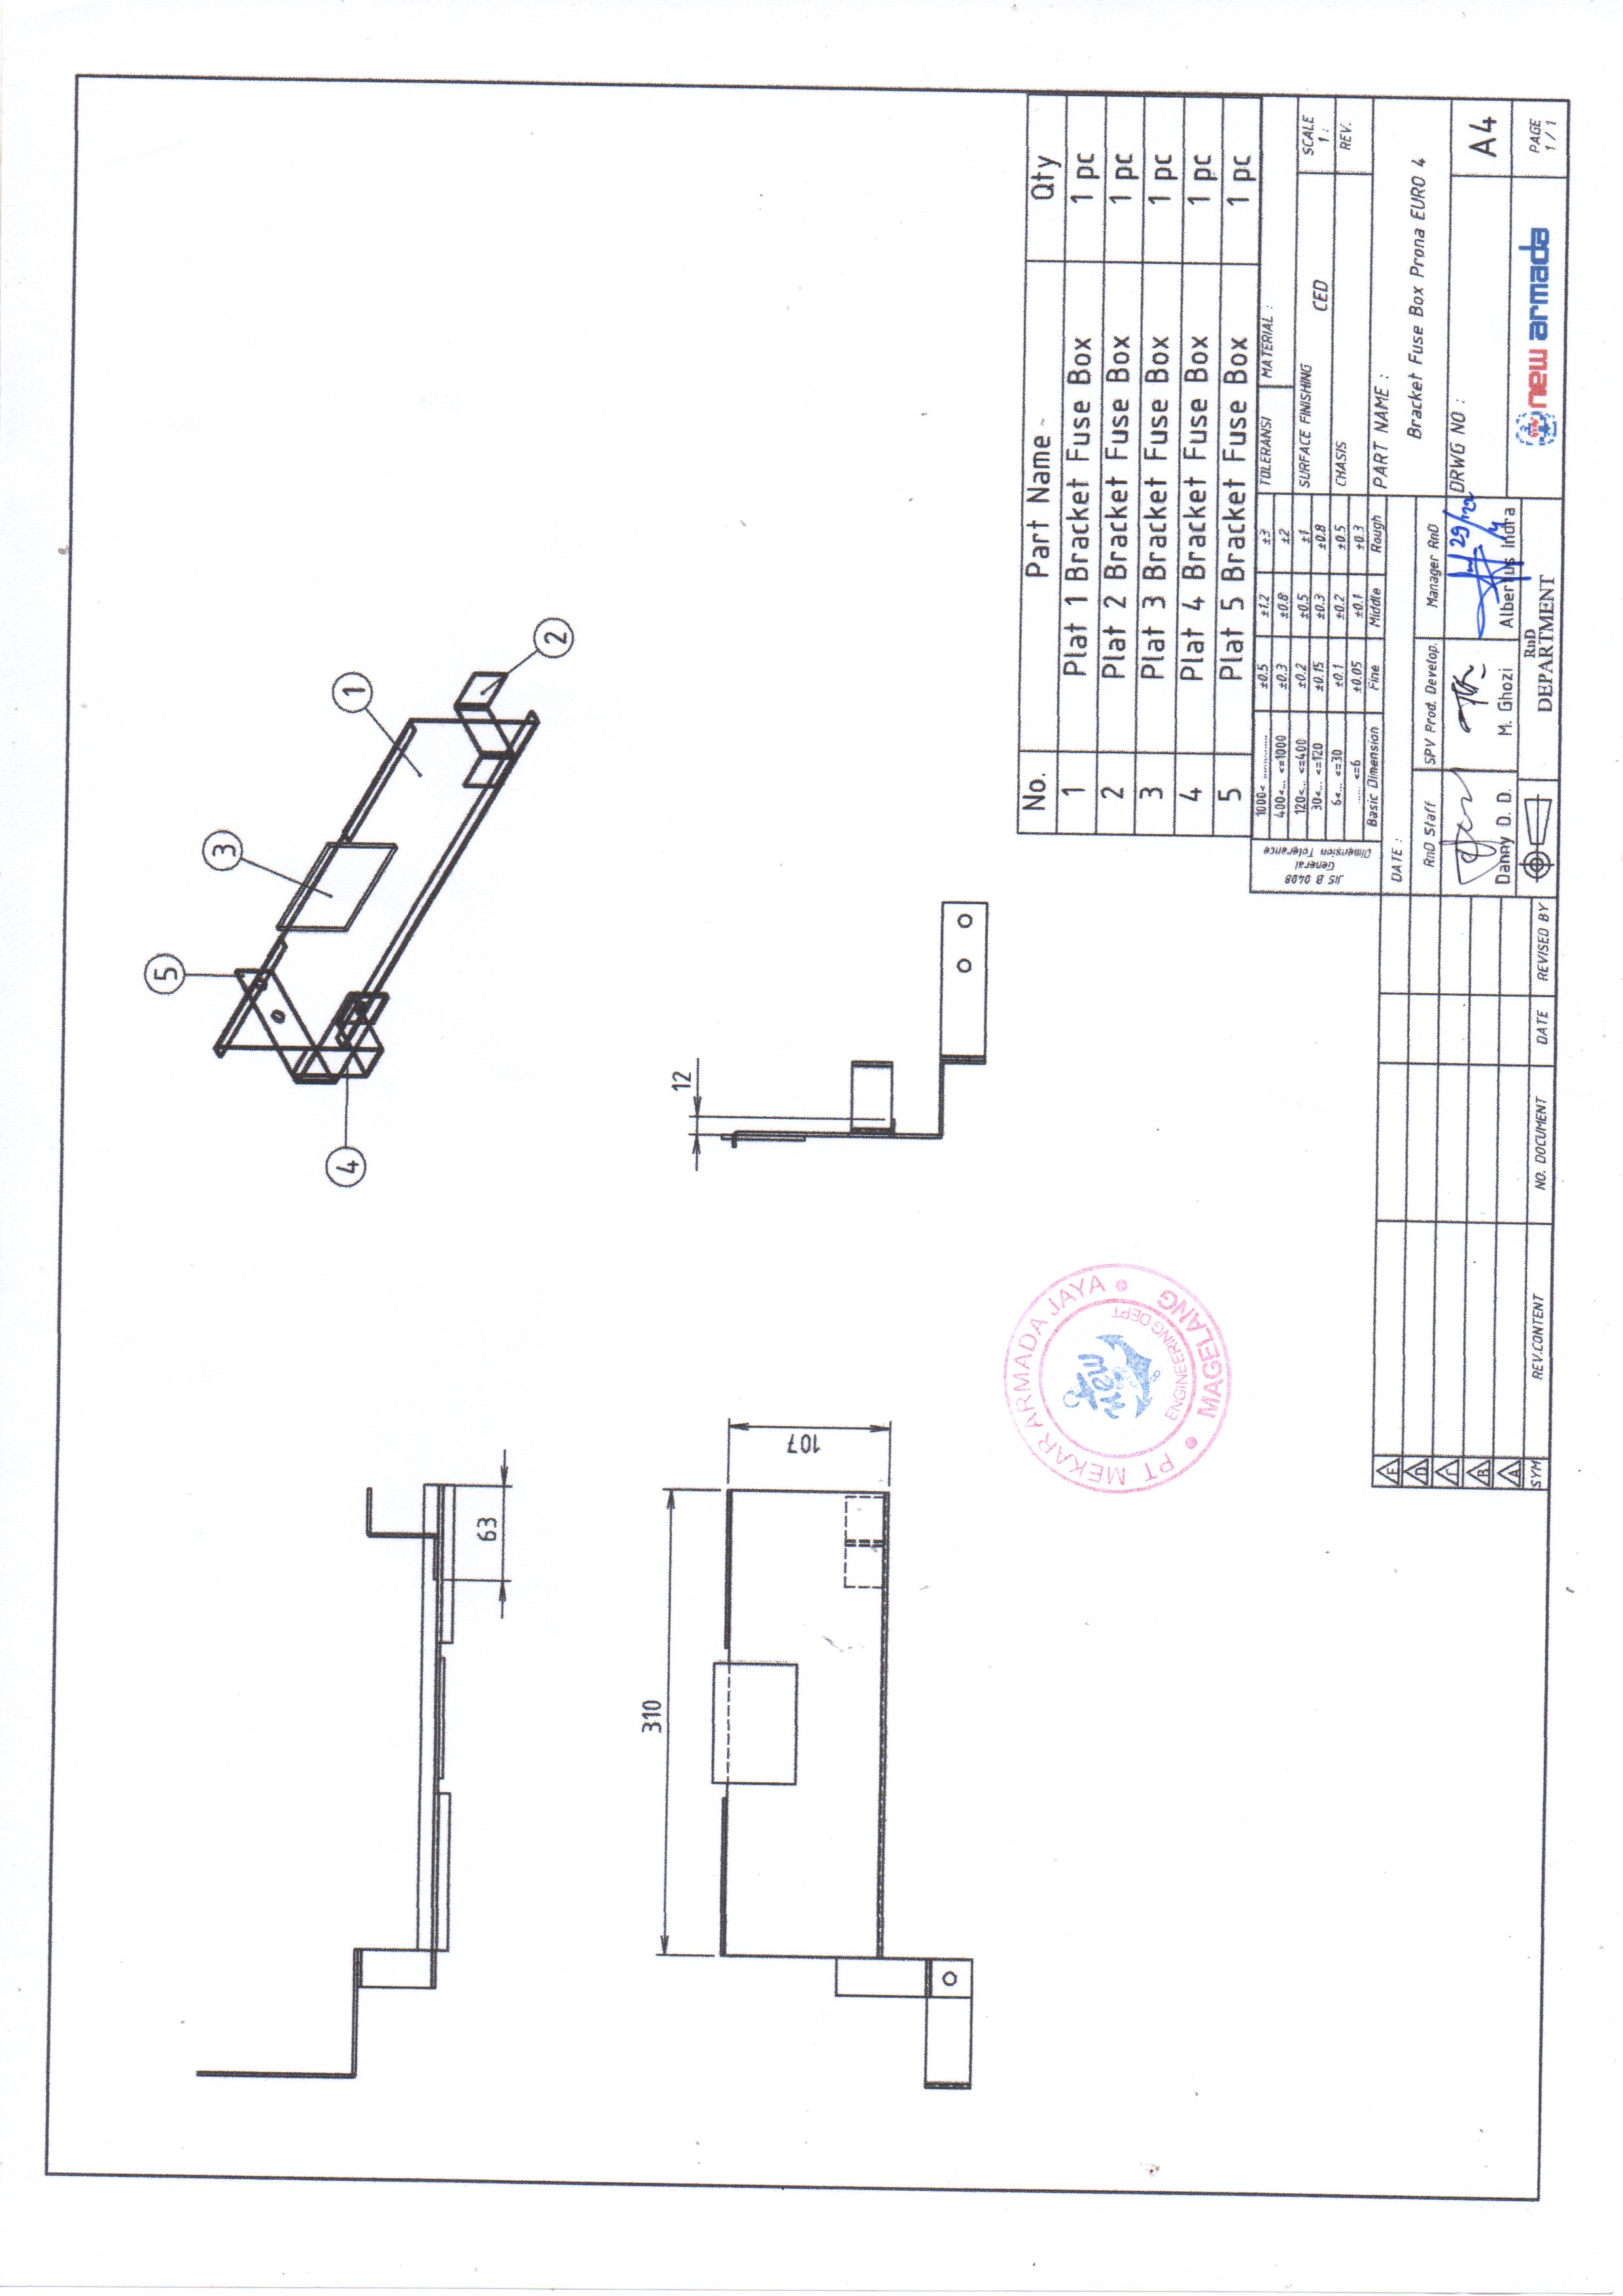 5
3
1
4
2
63
310
12
107
PT MEKAR ARMADA JAYA
new
ENGINEERING DEPT
MAGELANG
No. Part Name Qty
1 Plat 1 Bracket Fuse Box 1 pc
2 Plat 2 Bracket Fuse Box 1 pc
3 Plat 3 Bracket Fuse Box 1 pc
4 Plat 4 Bracket Fuse Box 1 pc
5 Plat 5 Bracket Fuse Box 1 pc
JIS B 0408
General
Dimension Tolerance
1000< ............ ±0.5 ±1.2 ±3
400<... <=1000 ±0.3 ±0.8 ±2
120<... <=400 ±0.2 ±0.5 ±1
30<... <=120 ±0.15 ±0.3 ±0.8
6<... <=30 ±0.1 ±0.2 ±0.5
...... <=6 ±0.05 ±0.1 ±0.3
Basic Dimension Fine Middle Rough
TOLERANSI MATERIAL :
SURFACE FINISHING
CED
SCALE
1 :
CHASIS
REV.
DATE :
PART NAME :
Bracket Fuse Box Prona EURO 4
RnD Staff SPV Prod. Develop. Manager RnD
29/4/22
Danny D. D. M. Ghozi Albertus Indra
DRWG NO :
A4
RnD
DEPARTMENT
new armada
PAGE
1 / 1
D
B
A
SYM REV.CONTENT NO. DOCUMENT DATE REVISED BY